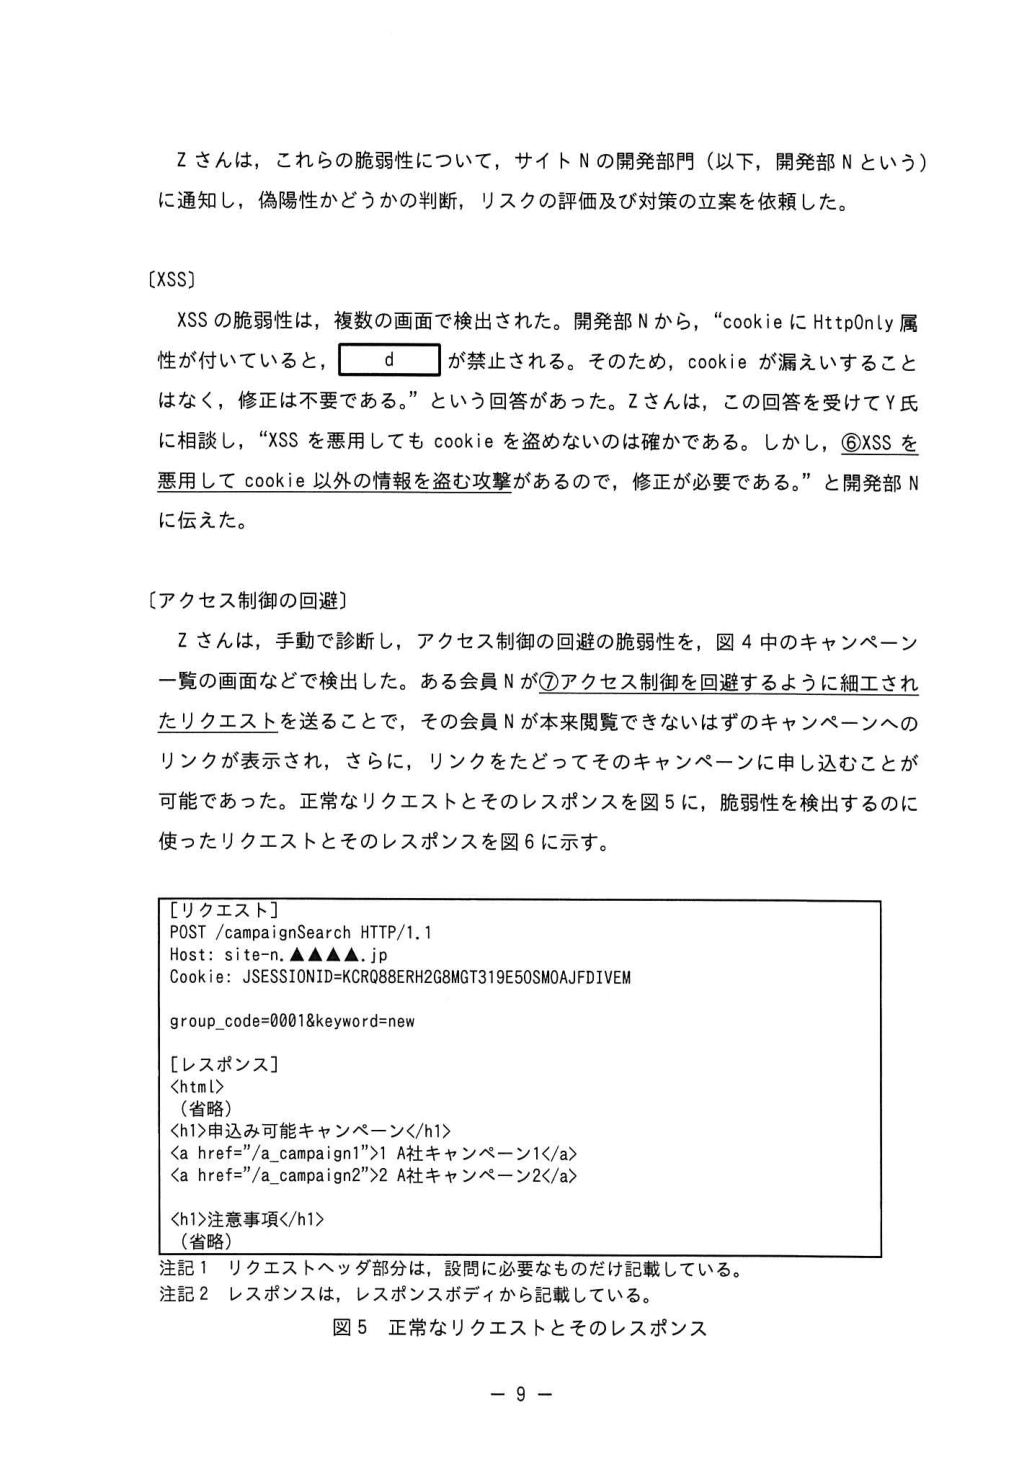 Z さんは，これらの脆弱性について，サイト N の開発部門（以下，開発部 N という）
に通知し，偽陽性かどうかの判断，リスクの評価及び対策の立案を依頼した。
〔XSS〕
XSS の脆弱性は，複数の画面で検出された。開発部 N から，“cookie に HttpOnly 属
性が付いていると， d が禁止される。そのため，cookie が漏えいすること
はなく，修正は不要である。” という回答があった。Z さんは，この回答を受けて Y 氏
に相談し，“XSS を悪用しても cookie を盗めないのは確かである。しかし，⑥XSS を
悪用して cookie 以外の情報を盗む攻撃があるので，修正が必要である。” と開発部 N
に伝えた。
〔アクセス制御の回避〕
Z さんは，手動で診断し，アクセス制御の回避の脆弱性を，図 4 中のキャンペーン
一覧の画面などで検出した。ある会員 N が⑦アクセス制御を回避するように細工され
たリクエストを送ることで，その会員 N が本来閲覧できないはずのキャンペーンへの
リンクが表示され，さらに，リンクをたどってそのキャンペーンに申し込むことが
可能であった。正常なリクエストとそのレスポンスを図 5 に，脆弱性を検出するのに
使ったリクエストとそのレスポンスを図 6 に示す。
［リクエスト］
POST /campaignSearch HTTP/1.1
Host: site-n.▲▲▲▲.jp
Cookie: JSESSIONID=KCRQ88ERH2G8MGT319E50SMOAJFDIVEM
group_code=0001&keyword=new
［レスポンス］
<html>
（省略）
<h1>申込み可能キャンペーン</h1>
<a href="/a_campaign1">1 A社キャンペーン1</a>
<a href="/a_campaign2">2 A社キャンペーン2</a>
<h1>注意事項</h1>
（省略）
注記 1　リクエストヘッダ部分は，設問に必要なものだけ記載している。
注記 2　レスポンスは，レスポンスボディから記載している。
図 5　正常なリクエストとそのレスポンス
－ 9 －